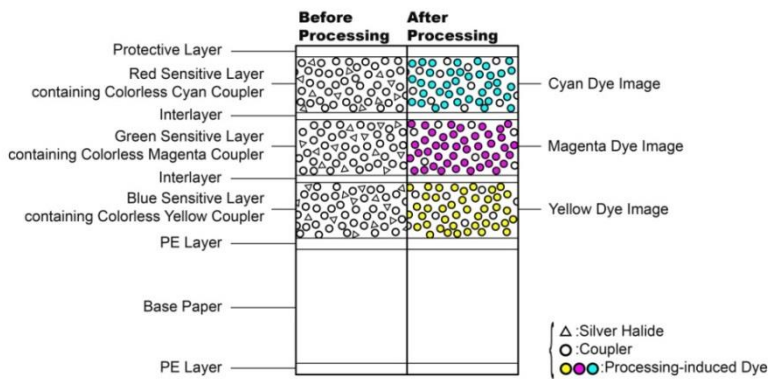 Before
Processing
After
Processing
Protective Layer
Red Sensitive Layer
containing Colorless Cyan Coupler
Cyan Dye Image
Interlayer
Green Sensitive Layer
containing Colorless Magenta Coupler
Magenta Dye Image
Interlayer
Blue Sensitive Layer
containing Colorless Yellow Coupler
Yellow Dye Image
PE Layer
Base Paper
PE Layer
:Silver Halide
:Coupler
:Processing-induced Dye